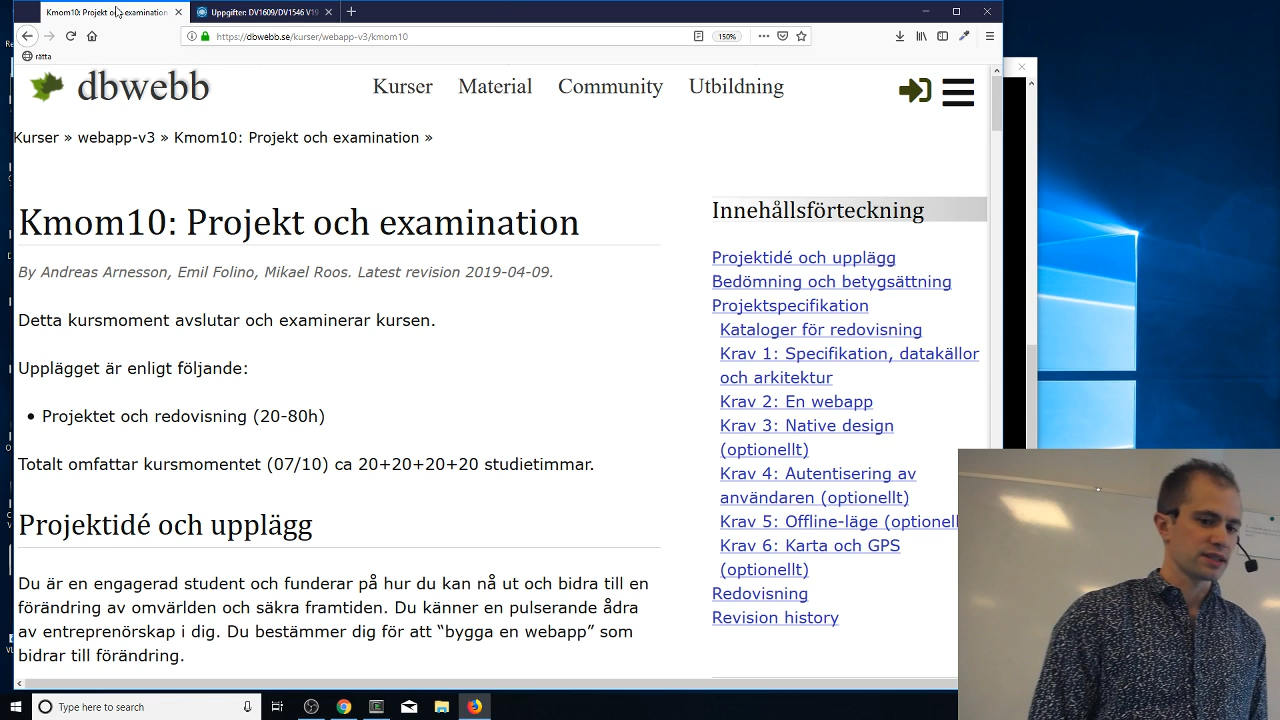 Kmom10: Projekt och examination
Uppgifter: DV1609/DV1546 V19
https://dbwebb.se/kurser/webapp-v3/kmom10
150%
rätta
dbwebb
Kurser
Material
Community
Utbildning
Kurser » webapp-v3 » Kmom10: Projekt och examination »
Kmom10: Projekt och examination
By Andreas Arnesson, Emil Folino, Mikael Roos. Latest revision 2019-04-09.
Detta kursmoment avslutar och examinerar kursen.
Upplägget är enligt följande:
• Projektet och redovisning (20-80h)
Totalt omfattar kursmomentet (07/10) ca 20+20+20+20 studietimmar.
Projektidé och upplägg
Du är en engagerad student och funderar på hur du kan nå ut och bidra till en
förändring av omvärlden och säkra framtiden. Du känner en pulserande ådra
av entreprenörskap i dig. Du bestämmer dig för att “bygga en webapp” som
bidrar till förändring.
Innehållsförteckning
Projektidé och upplägg
Bedömning och betygsättning
Projektspecifikation
Kataloger för redovisning
Krav 1: Specifikation, datakällor
och arkitektur
Krav 2: En webapp
Krav 3: Native design
(optionellt)
Krav 4: Autentisering av
användaren (optionellt)
Krav 5: Offline-läge (optionell
Krav 6: Karta och GPS
(optionellt)
Redovisning
Revision history
Type here to search